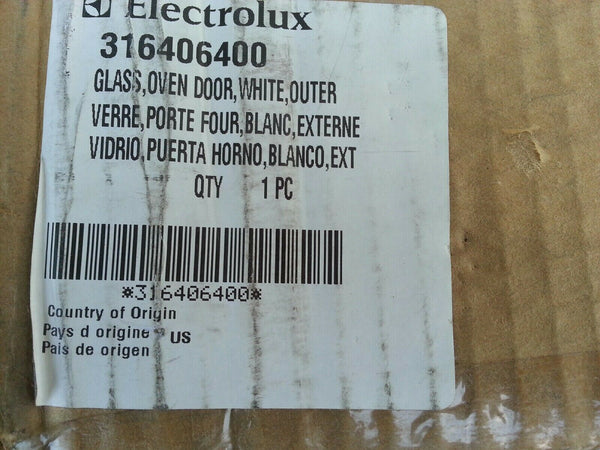 Electrolux
316406400
GLASS,OVEN DOOR,WHITE,OUTER
VERRE,PORTE FOUR,BLANC,EXTERNE
VIDRIO,PUERTA HORNO,BLANCO,EXT
QTY 1 PC
*316406400*
Country of Origin
Pays d origine US
Pais de origen